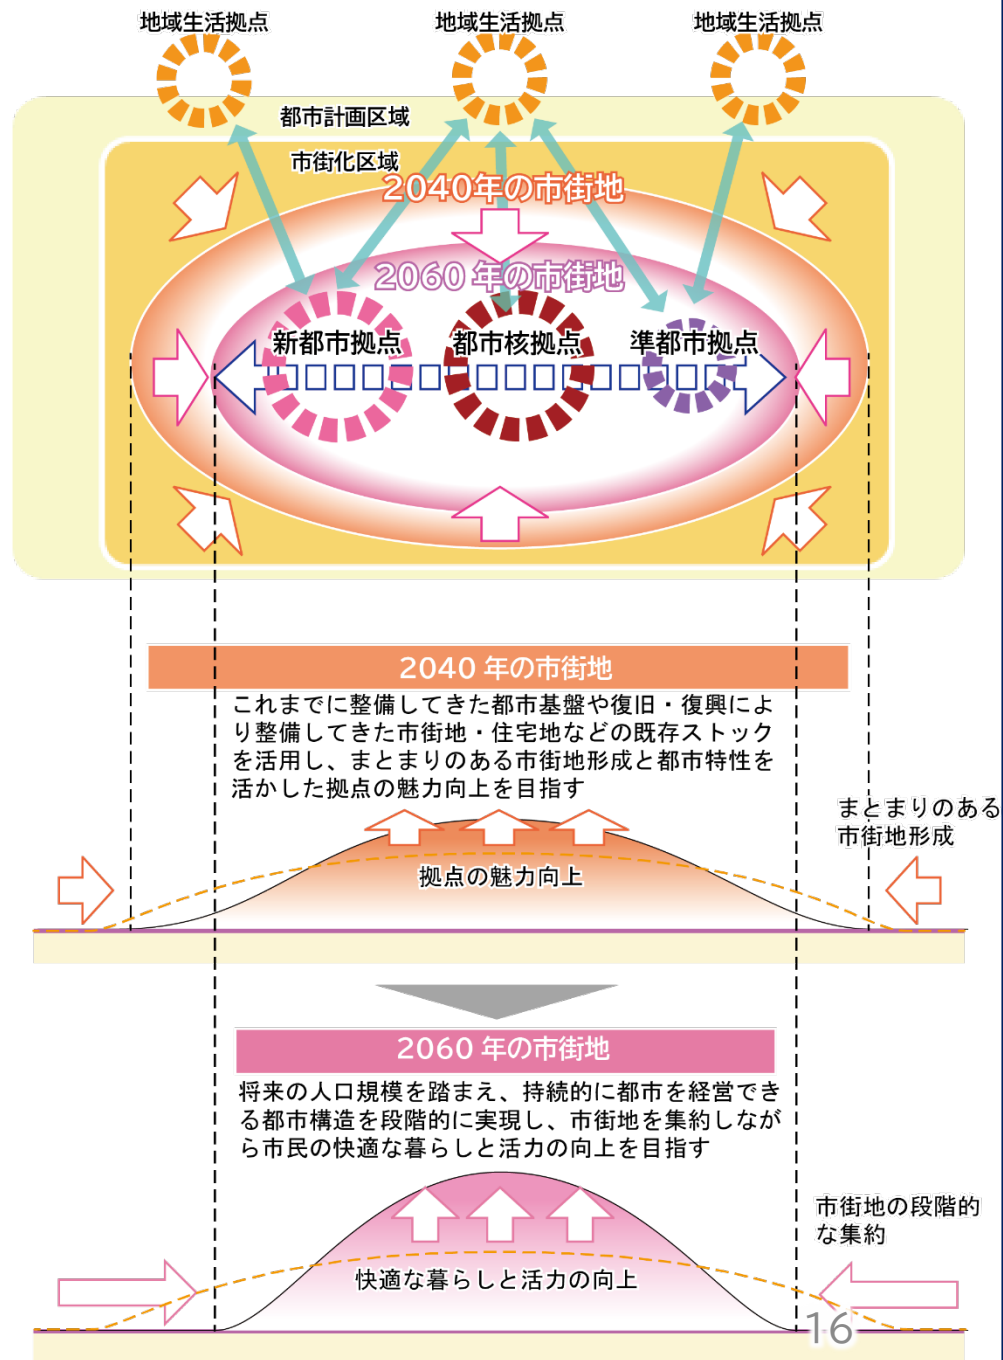 地域生活拠点
地域生活拠点
地域生活拠点
都市計画区域
市街化区域
2040年の市街地
2060 年の市街地
新都市拠点
都市核拠点
準都市拠点
2040 年の市街地
これまでに整備してきた都市基盤や復旧・復興によ
り整備してきた市街地・住宅地などの既存ストック
を活用し、まとまりのある市街地形成と都市特性を
活かした拠点の魅力向上を目指す
まとまりのある
市街地形成
拠点の魅力向上
2060 年の市街地
将来の人口規模を踏まえ、持続的に都市を経営でき
る都市構造を段階的に実現し、市街地を集約しなが
ら市民の快適な暮らしと活力の向上を目指す
市街地の段階的
な集約
快適な暮らしと活力の向上
16